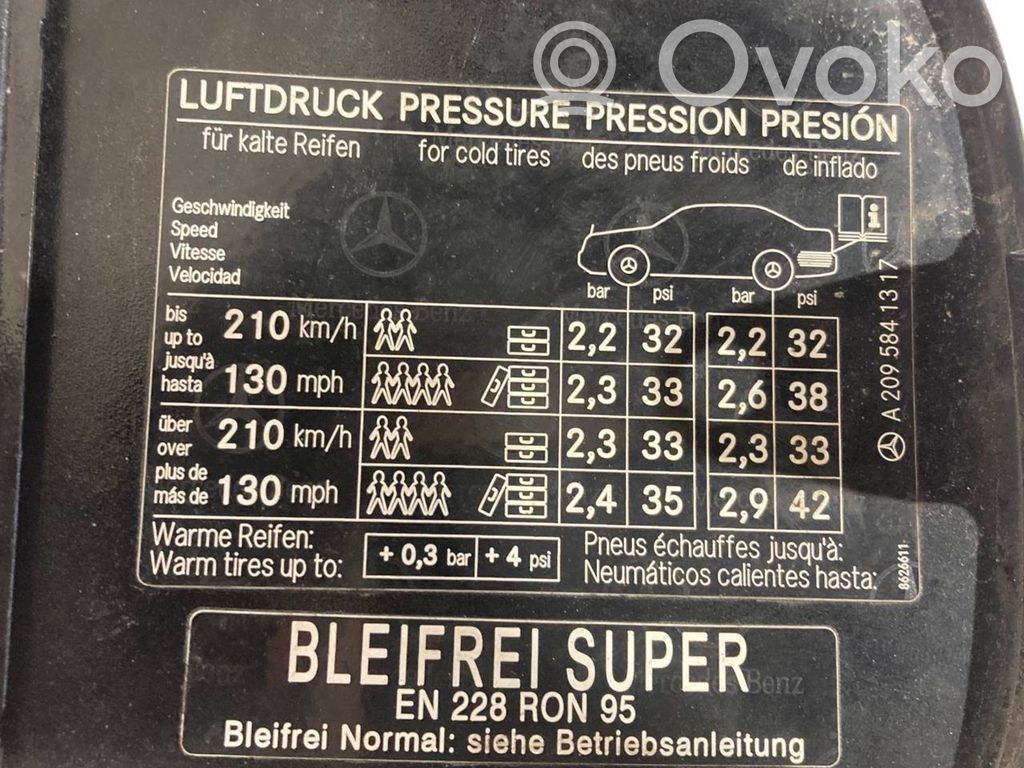 Ovoko
LUFTDRUCK PRESSURE PRESSION PRESIÓN
für kalte Reifen for cold tires des pneus froids de inflado
Geschwindigkeit
Speed
Vitesse
Velocidad
i
bar psi bar psi
bis
up to
jusqu'à
hasta
210 km/h
130 mph
2,2 32 2,2 32
2,3 33 2,6 38
über
over
plus de
más de
210 km/h
130 mph
2,3 33 2,3 33
2,4 35 2,9 42
Warme Reifen:
Warm tires up to:
+ 0,3 bar + 4 psi
Pneus échauffes jusqu'à:
Neumáticos calientes hasta:
A 209 584 13 17
8626611
BLEIFREI SUPER
EN 228 RON 95
Bleifrei Normal: siehe Betriebsanleitung
Mercedes-Benz